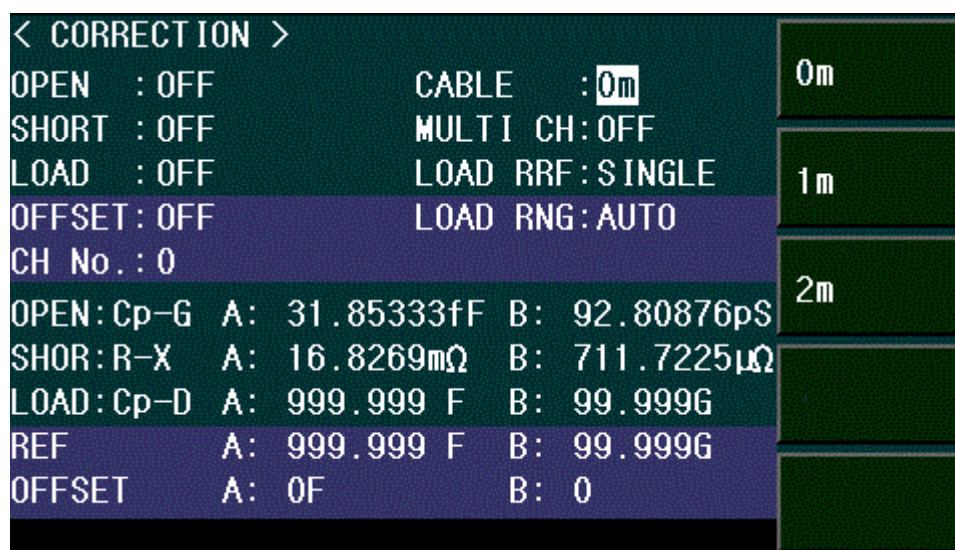 < CORRECTION >
OPEN : OFF CABLE : 0m
SHORT : OFF MULTI CH:OFF
LOAD : OFF LOAD RRF:SINGLE
OFFSET: OFF LOAD RNG:AUTO
CH No.: 0
OPEN:Cp-G A: 31.85333fF B: 92.80876pS
SHOR:R-X A: 16.8269mΩ B: 711.7225μΩ
LOAD:Cp-D A: 999.999 F B: 99.999G
REF A: 999.999 F B: 99.999G
OFFSET A: 0F B: 0
0m
1m
2m